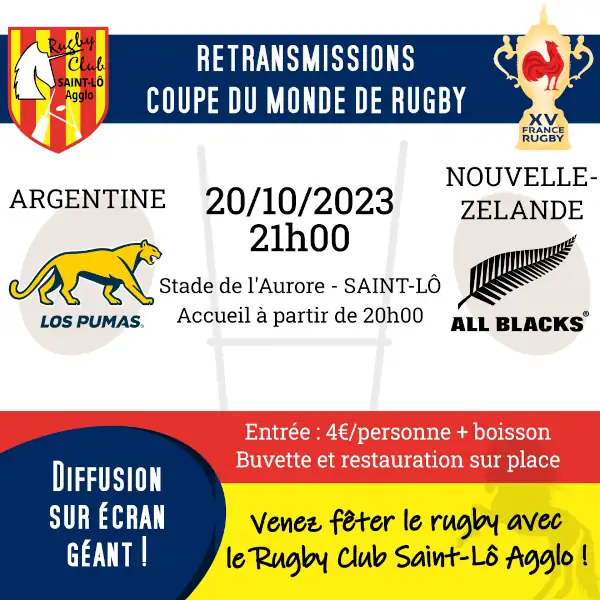 Rugby
Club
SAINT-LÔ
Agglo
RETRANSMISSIONS
COUPE DU MONDE DE RUGBY
XV
FRANCE
RUGBY
ARGENTINE
20/10/2023
21h00
NOUVELLE-
ZELANDE
LOS PUMAS.
Stade de l'Aurore - SAINT-LÔ
Accueil à partir de 20h00
ALL BLACKS®
Entrée : 4€/personne + boisson
Buvette et restauration sur place
DIFFUSION
SUR ÉCRAN
GÉANT !
Venez fêter le rugby avec
le Rugby Club Saint-Lô Agglo !